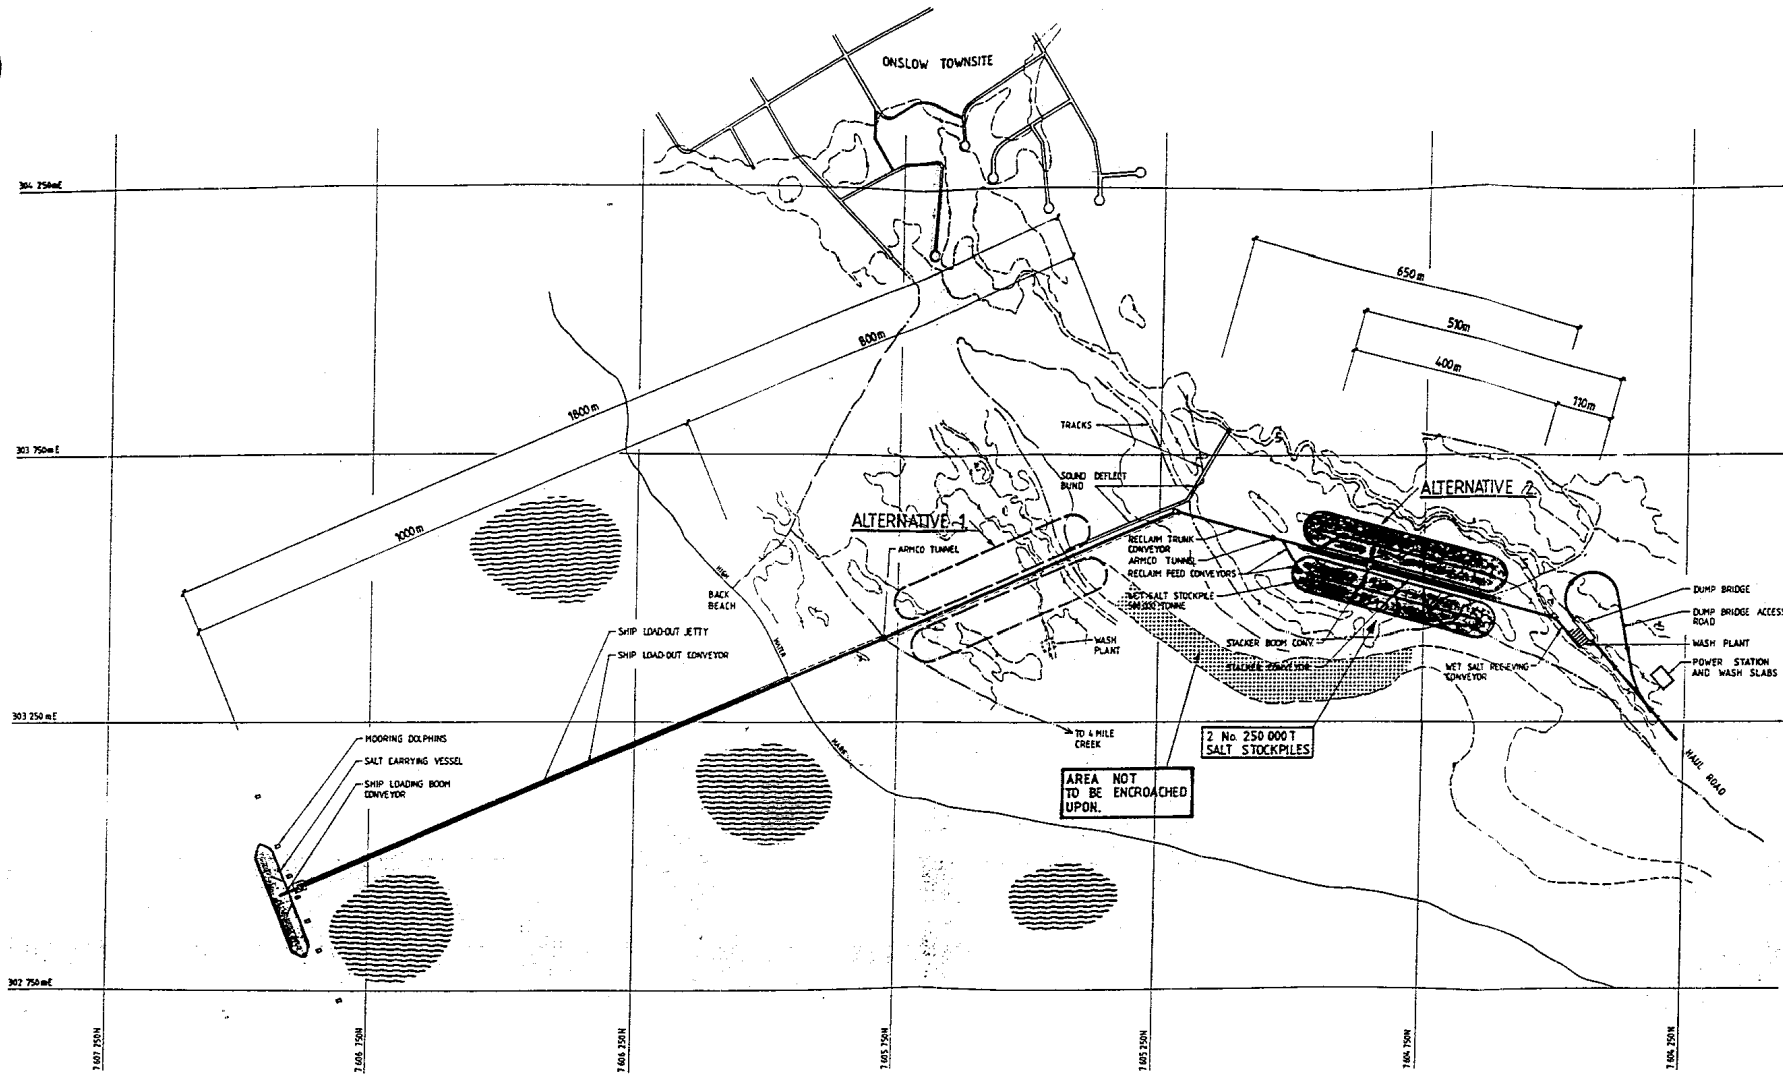 ONSLOW TOWNSITE
304 250mE
650m
510m
400m
110m
800m
1800m
1000m
303 750mE
TRACKS
SOUND DEFLECT
BUND
ALTERNATIVE 1
ALTERNATIVE 2
ARMCO TUNNEL
RECLAIM TRUNK
CONVEYOR
ARMCO TUNNEL
RECLAIM FEED CONVEYORS
WET SALT STOCKPILE
TONNE
HIGH
WATER
MARK
BACK
BEACH
DUMP BRIDGE
DUMP BRIDGE ACCESS
ROAD
WASH PLANT
POWER STATION
AND WASH SLABS
SHIP LOAD-OUT JETTY
SHIP LOAD-OUT CONVEYOR
WASH
PLANT
STACKER BOOM CONV.
STACKER CONVEYOR
WET SALT RECIEVING
CONVEYOR
303 250mE
TO 4 MILE
CREEK
2 No. 250 000 T
SALT STOCKPILES
AREA NOT
TO BE ENCROACHED
UPON.
HAUL ROAD
MOORING DOLPHINS
SALT CARRYING VESSEL
SHIP LOADING BOOM
CONVEYOR
302 750mE
7 607 250N
7 606 750N
7 606 250N
7 605 750N
7 605 250N
7 604 750N
7 604 250N